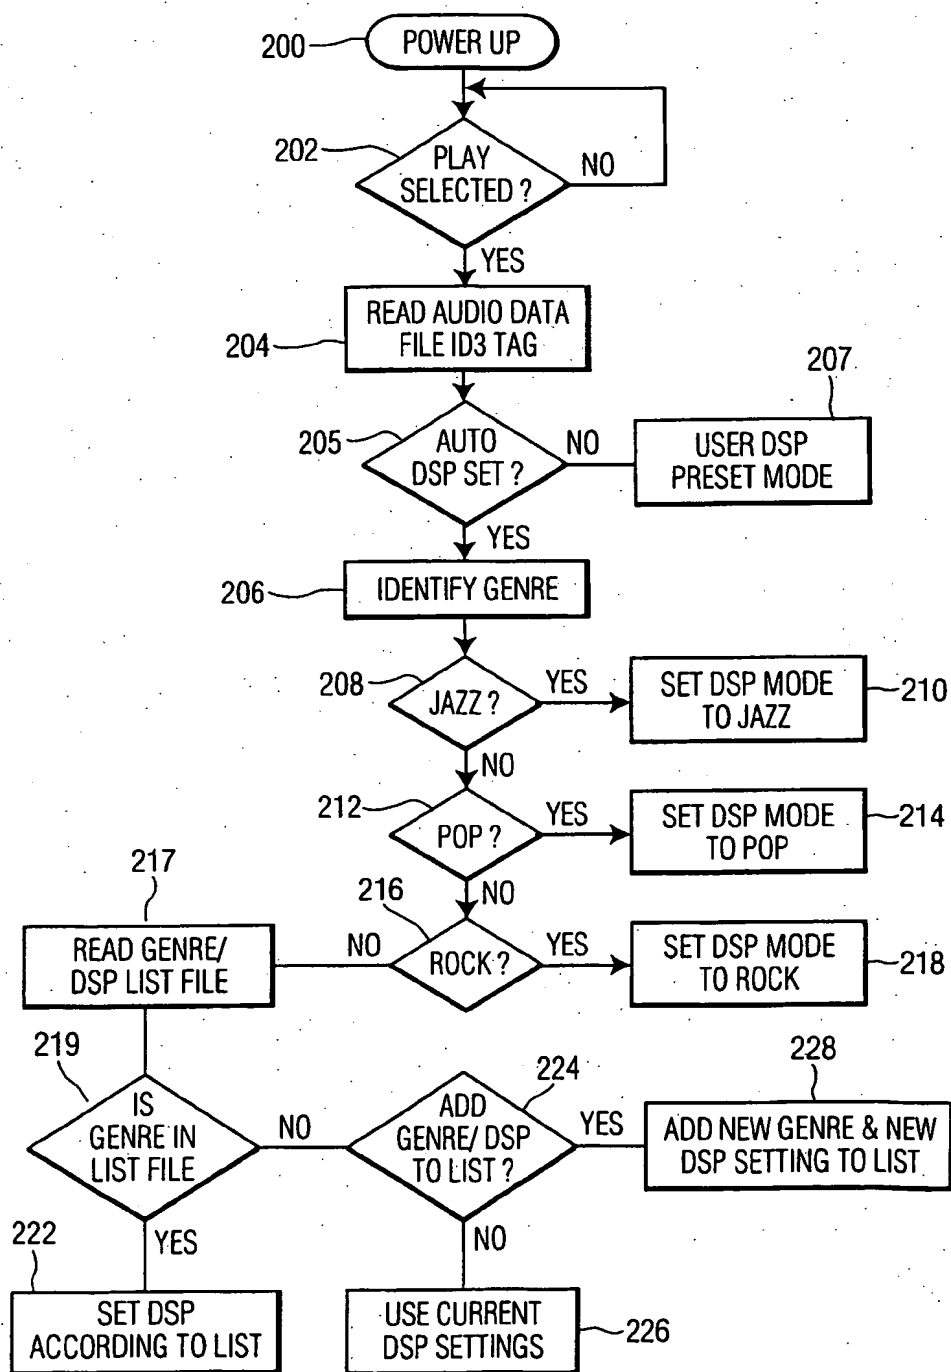 200
POWER UP
202
PLAY
SELECTED ?
NO
YES
204
READ AUDIO DATA
FILE ID3 TAG
207
205
AUTO
DSP SET ?
NO
USER DSP
PRESET MODE
YES
206
IDENTIFY GENRE
208
JAZZ ?
YES
SET DSP MODE
TO JAZZ
210
NO
212
POP ?
YES
SET DSP MODE
TO POP
214
NO
217
216
READ GENRE/
DSP LIST FILE
NO
ROCK ?
YES
SET DSP MODE
TO ROCK
218
219
IS
GENRE IN
LIST FILE
NO
224
ADD
GENRE/ DSP
TO LIST ?
YES
228
ADD NEW GENRE & NEW
DSP SETTING TO LIST
222
YES
NO
SET DSP
ACCORDING TO LIST
USE CURRENT
DSP SETTINGS
226